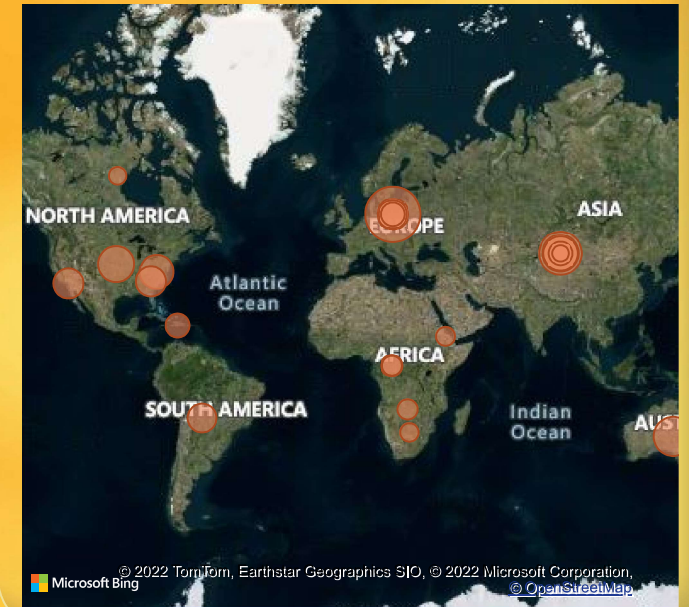 NORTH AMERICA
EUROPE
ASIA
Atlantic
Ocean
AFRICA
SOUTH AMERICA
Indian
Ocean
AUS
Microsoft Bing
© 2022 TomTom, Earthstar Geographics SIO, © 2022 Microsoft Corporation,
© OpenStreetMap